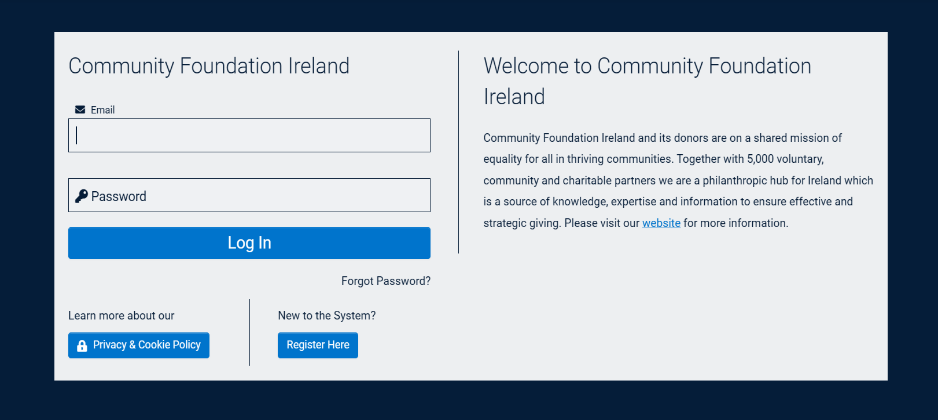 Community Foundation Ireland
Email
Password
Log In
Forgot Password?
Learn more about our
Privacy & Cookie Policy
New to the System?
Register Here
Welcome to Community Foundation
Ireland
Community Foundation Ireland and its donors are on a shared mission of
equality for all in thriving communities. Together with 5,000 voluntary,
community and charitable partners we are a philanthropic hub for Ireland which
is a source of knowledge, expertise and information to ensure effective and
strategic giving. Please visit our website for more information.